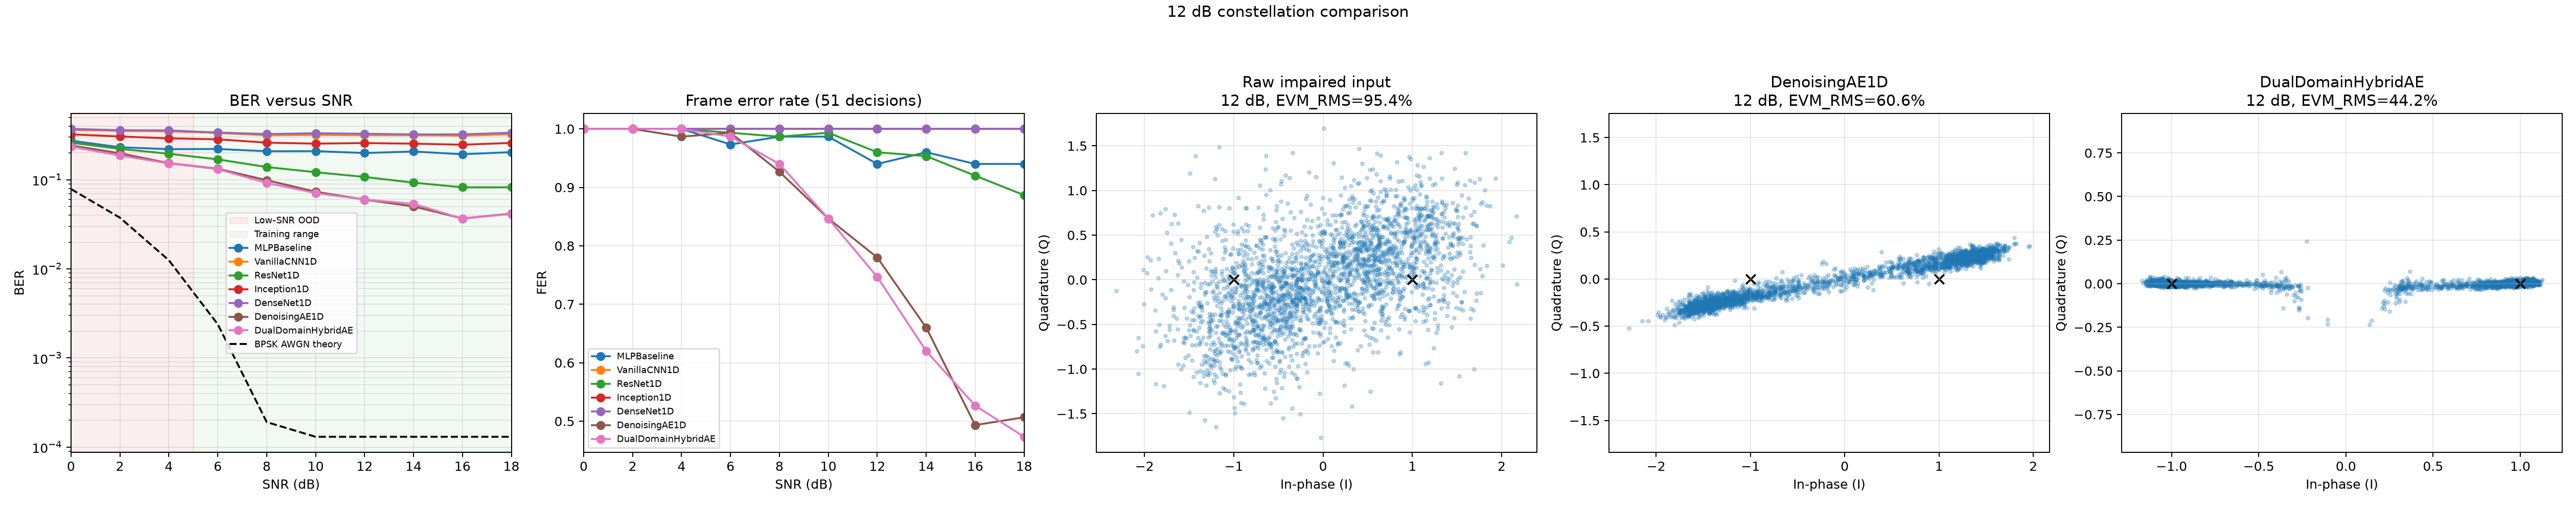 12 dB constellation comparison
BER versus SNR
BER
10⁻¹
10⁻²
10⁻³
10⁻⁴
0 2 4 6 8 10 12 14 16 18
SNR (dB)
Low-SNR OOD
Training range
MLPBaseline
VanillaCNN1D
ResNet1D
Inception1D
DenseNet1D
DenoisingAE1D
DualDomainHybridAE
BPSK AWGN theory
Frame error rate (51 decisions)
FER
1.0
0.9
0.8
0.7
0.6
0.5
MLPBaseline
VanillaCNN1D
ResNet1D
Inception1D
DenseNet1D
DenoisingAE1D
DualDomainHybridAE
0 2 4 6 8 10 12 14 16 18
SNR (dB)
Raw impaired input
12 dB, EVM_RMS=95.4%
Quadrature (Q)
1.5
1.0
0.5
0.0
−0.5
−1.0
−1.5
−2 −1 0 1 2
In-phase (I)
DenoisingAE1D
12 dB, EVM_RMS=60.6%
Quadrature (Q)
1.5
1.0
0.5
0.0
−0.5
−1.0
−1.5
−2 −1 0 1 2
In-phase (I)
DualDomainHybridAE
12 dB, EVM_RMS=44.2%
Quadrature (Q)
0.75
0.50
0.25
0.00
−0.25
−0.50
−0.75
−1.0 −0.5 0.0 0.5 1.0
In-phase (I)